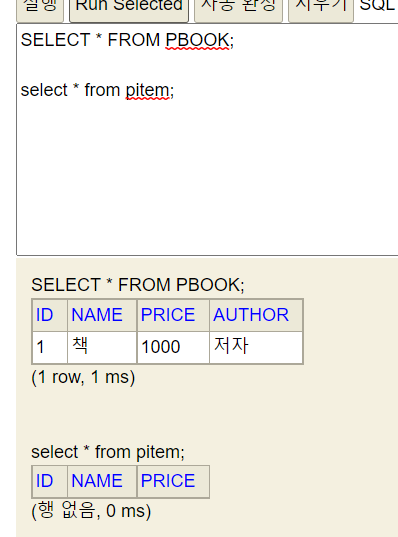 실행 Run Selected 자동 완성 지우기 SQL
SELECT * FROM PBOOK;
select * from pitem;
SELECT * FROM PBOOK;
ID NAME PRICE AUTHOR
1 책 1000 저자
(1 row, 1 ms)
select * from pitem;
ID NAME PRICE
(행 없음, 0 ms)